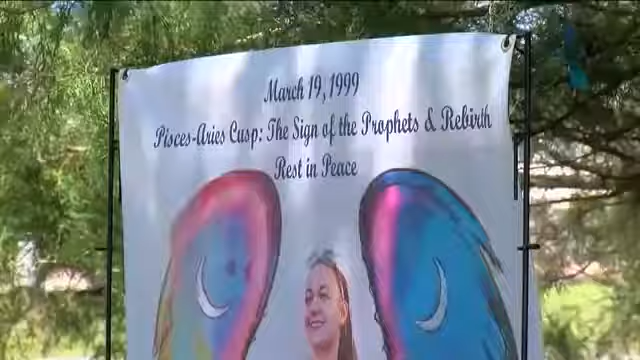 March 19, 1999
Pisces-Aries Cusp: The Sign of the Prophets & Rebirth
Rest in Peace